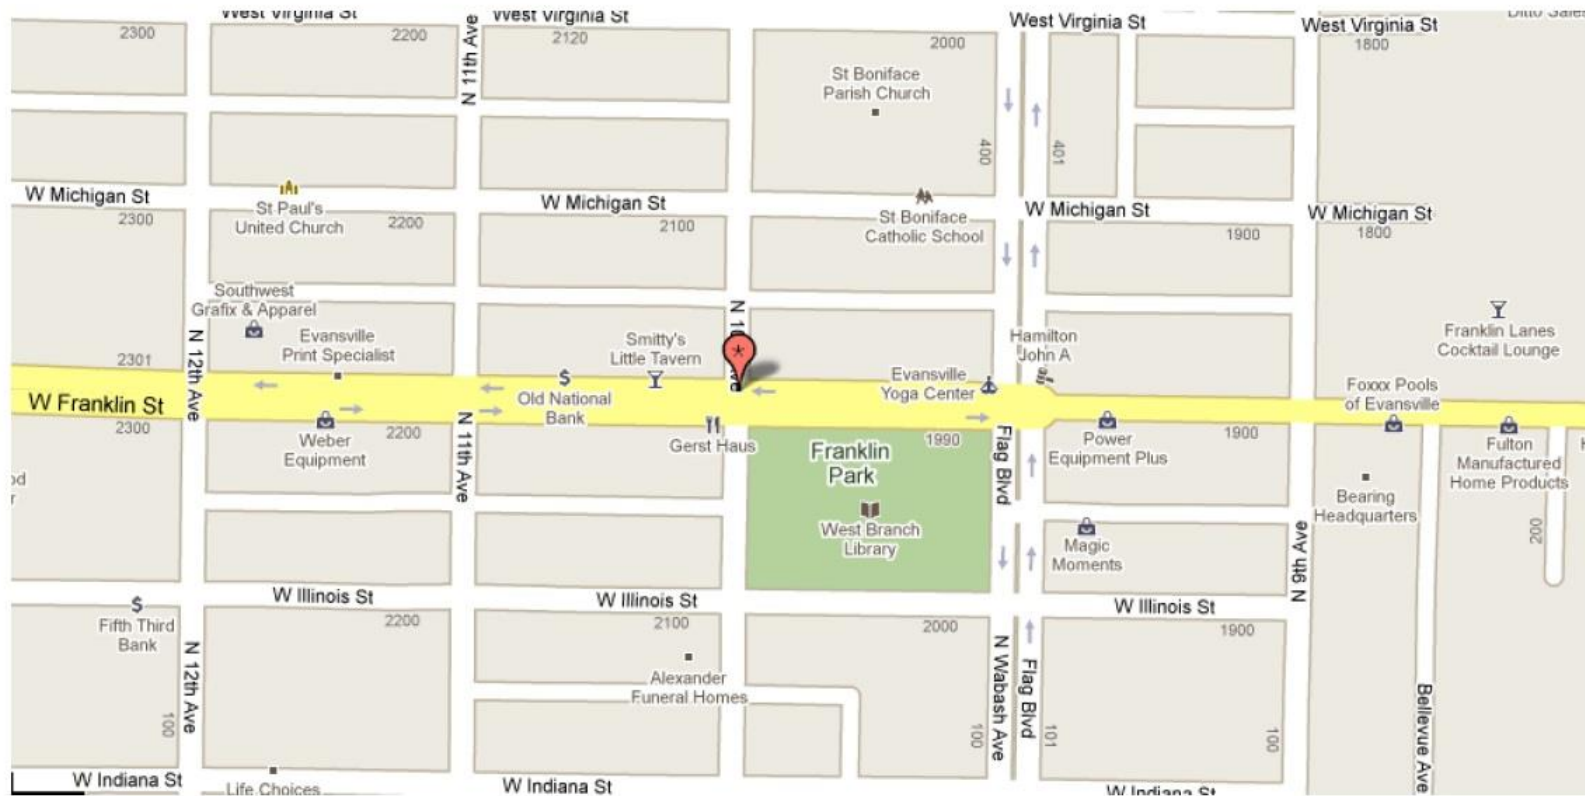 West Virginia St
West Virginia St
West Virginia St
West Virginia St
2300
2200
2120
2000
1800
N 11th Ave
St Boniface
Parish Church
400
401
W Michigan St
W Michigan St
W Michigan St
W Michigan St
2300
2200
2100
1900
1800
St Paul's
United Church
St Boniface
Catholic School
Southwest
Grafix & Apparel
Evansville
Print Specialist
Smitty's
Little Tavern
Hamilton
John A
Franklin Lanes
Cocktail Lounge
2301
N 12th Ave
W Franklin St
Old National
Bank
Evansville
Yoga Center
Foxxx Pools
of Evansville
2300
2200
1990
1900
Weber
Equipment
N 11th Ave
Gerst Haus
Franklin
Park
Flag Blvd
Power
Equipment Plus
Fulton
Manufactured
Home Products
Bearing
Headquarters
West Branch
Library
Magic
Moments
N 9th Ave
200
W Illinois St
W Illinois St
W Illinois St
2200
2100
2000
1900
Fifth Third
Bank
N 12th Ave
100
Alexander
Funeral Homes
N Wabash Ave
Flag Blvd
100
101
100
Bellevue Ave
W Indiana St
W Indiana St
W Indiana St
Life Choices